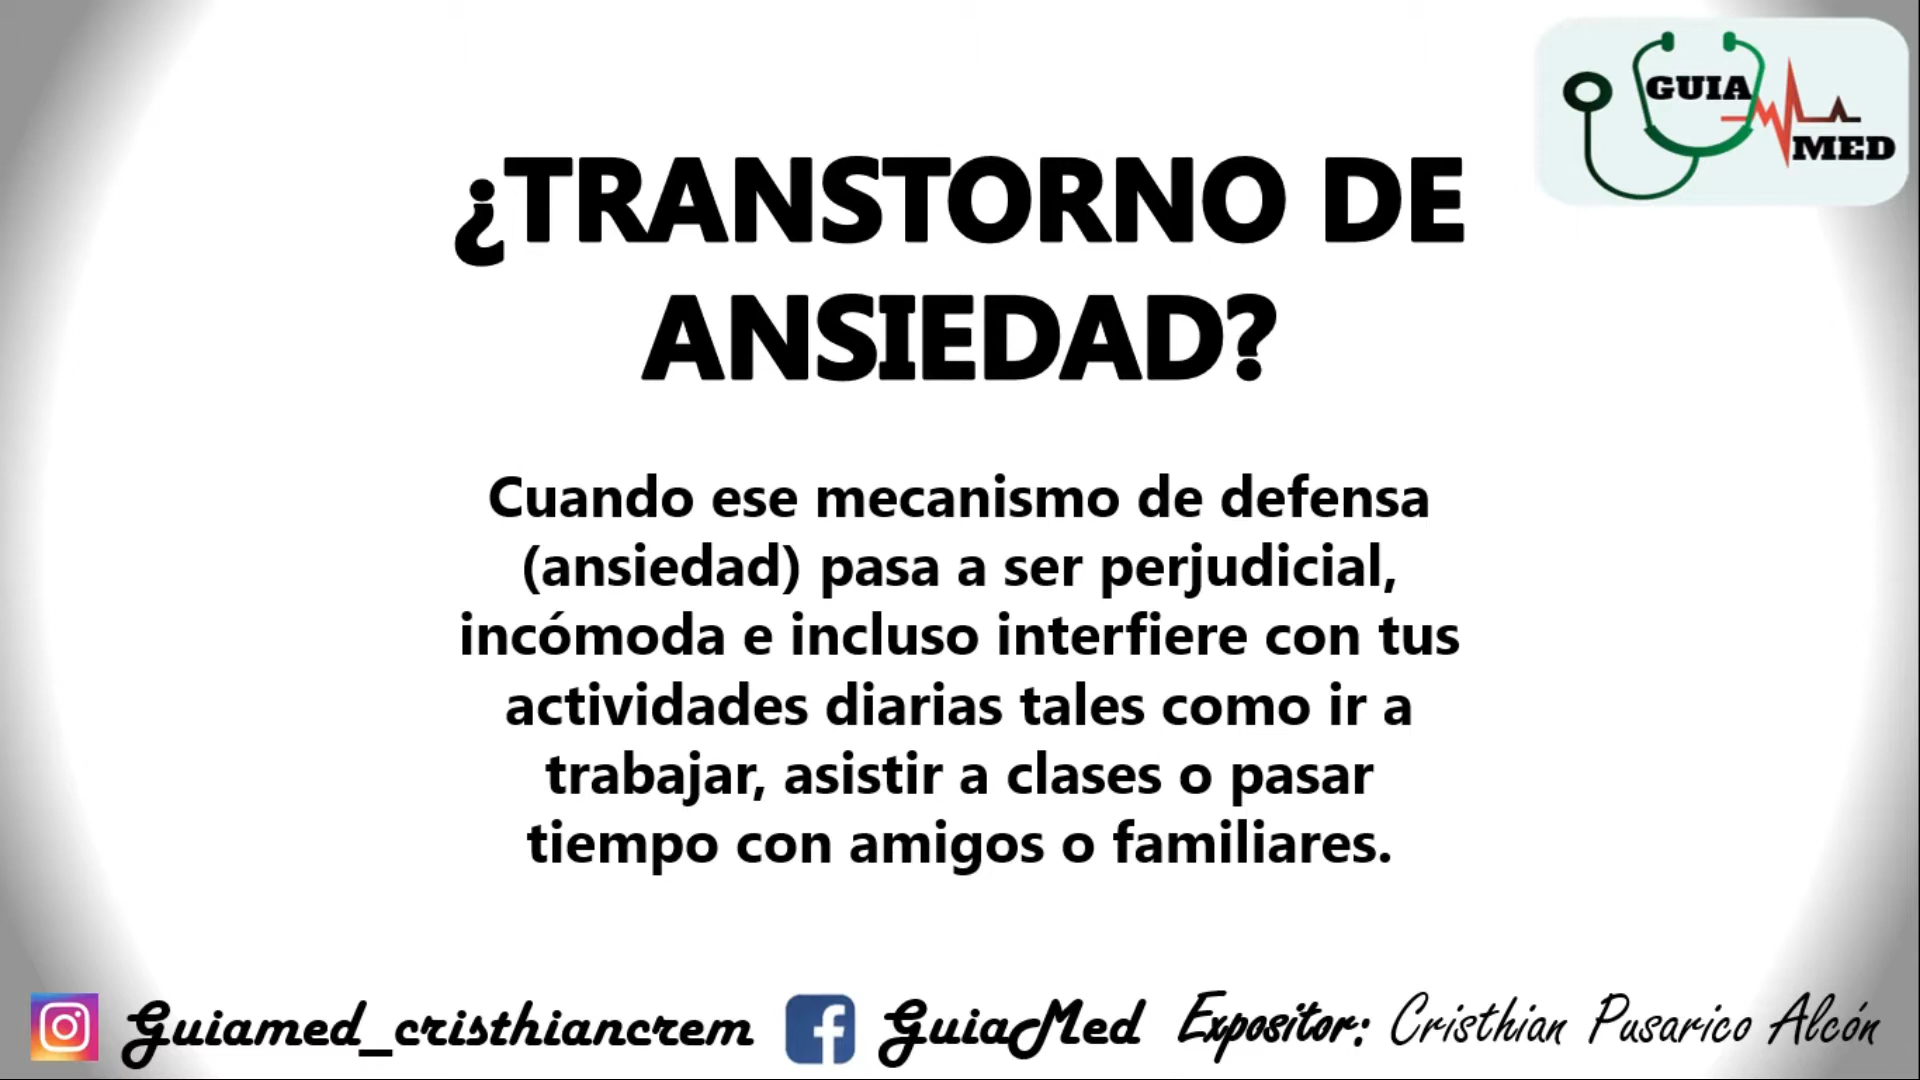 GUIA
MED
¿TRANSTORNO DE
ANSIEDAD?
Cuando ese mecanismo de defensa
(ansiedad) pasa a ser perjudicial,
incómoda e incluso interfiere con tus
actividades diarias tales como ir a
trabajar, asistir a clases o pasar
tiempo con amigos o familiares.
Guiamed_cristhiancrem GuiaMed Expositor: Cristhian Pusarico Alcón